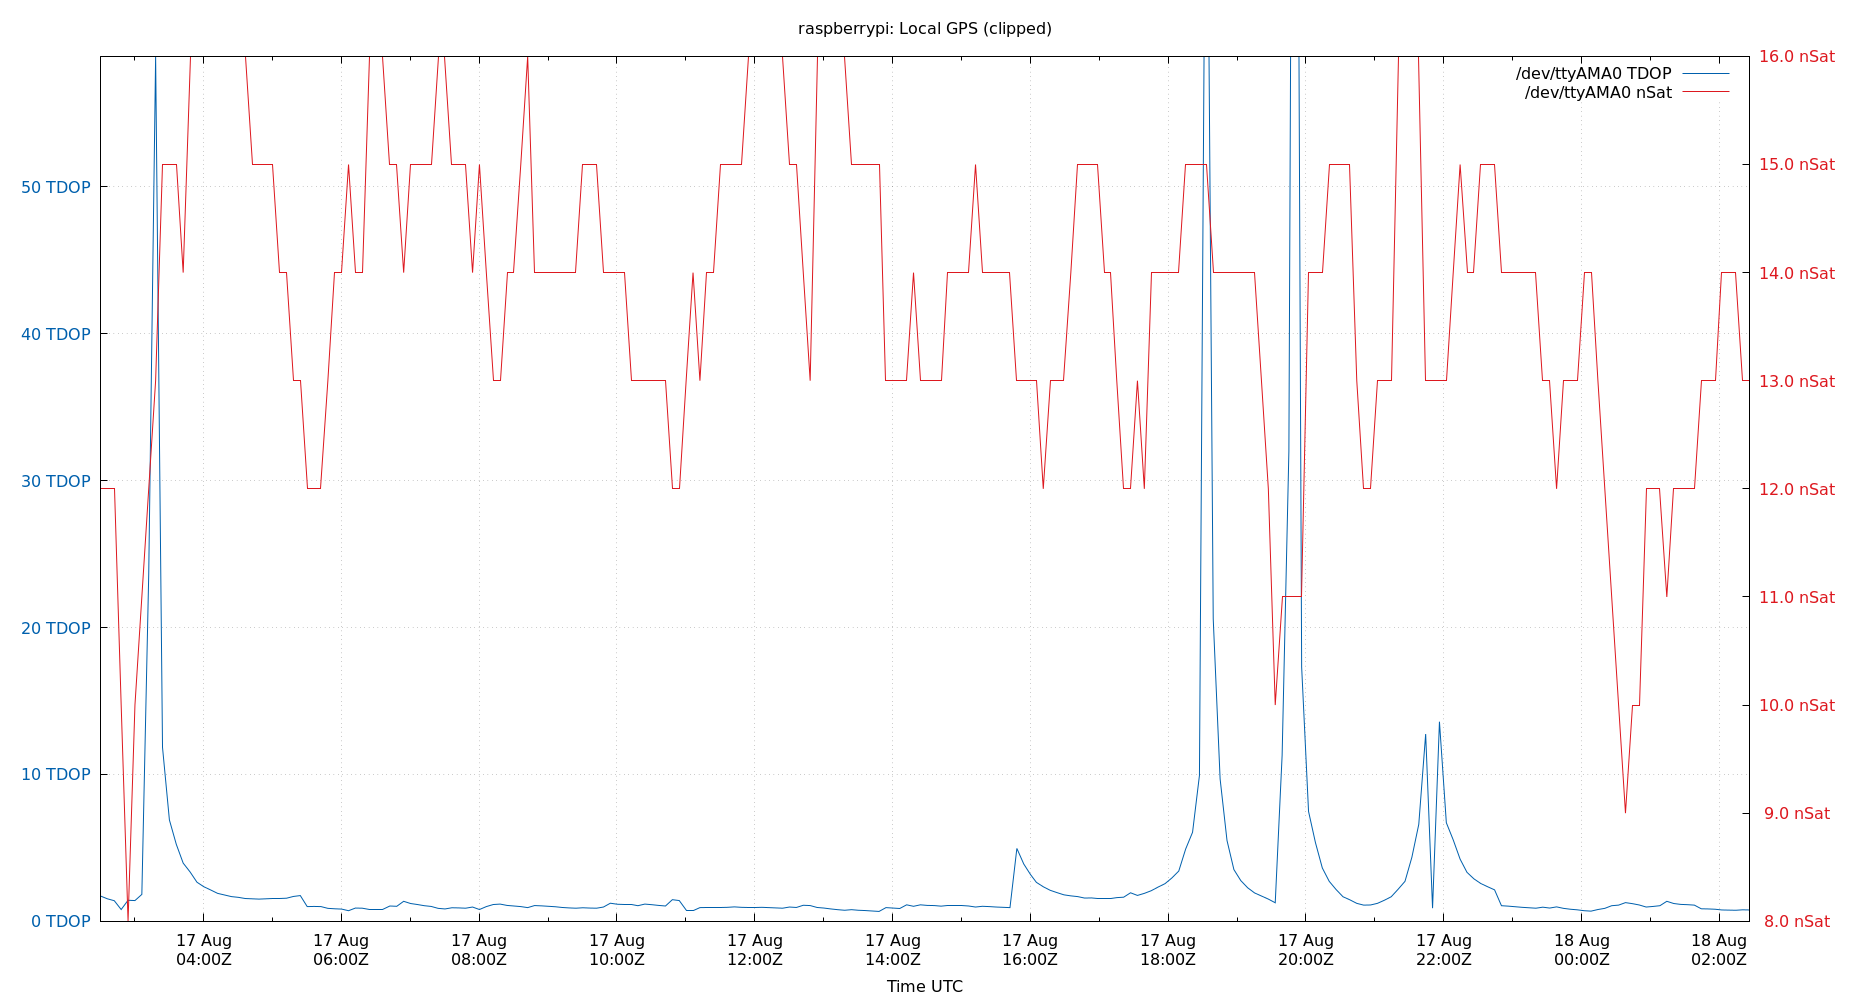 raspberrypi: Local GPS (clipped)
/dev/ttyAMA0 TDOP
/dev/ttyAMA0 nSat
50 TDOP
40 TDOP
30 TDOP
20 TDOP
10 TDOP
0 TDOP
16.0 nSat
15.0 nSat
14.0 nSat
13.0 nSat
12.0 nSat
11.0 nSat
10.0 nSat
9.0 nSat
8.0 nSat
17 Aug
04:00Z
17 Aug
06:00Z
17 Aug
08:00Z
17 Aug
10:00Z
17 Aug
12:00Z
17 Aug
14:00Z
17 Aug
16:00Z
17 Aug
18:00Z
17 Aug
20:00Z
17 Aug
22:00Z
18 Aug
00:00Z
18 Aug
02:00Z
Time UTC